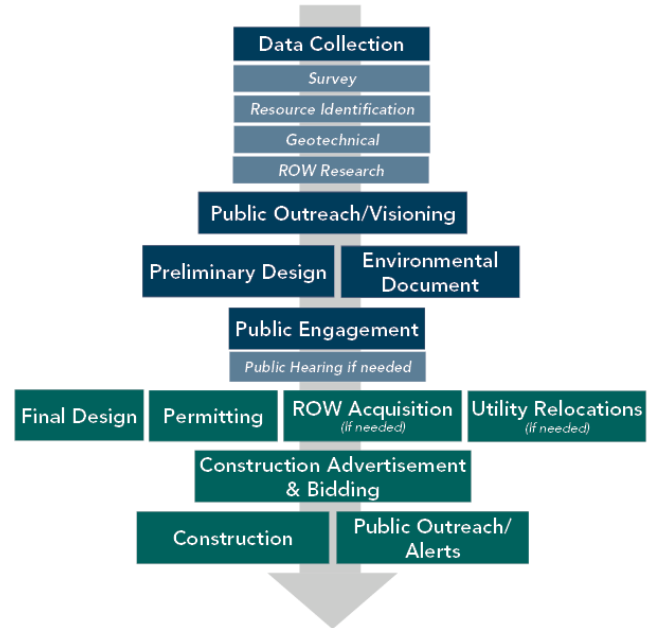 Data Collection
Survey
Resource Identification
Geotechnical
ROW Research
Public Outreach/Visioning
Preliminary Design
Environmental
Document
Public Engagement
Public Hearing if needed
Final Design
Permitting
ROW Acquisition
(If needed)
Utility Relocations
(If needed)
Construction Advertisement
& Bidding
Construction
Public Outreach/
Alerts